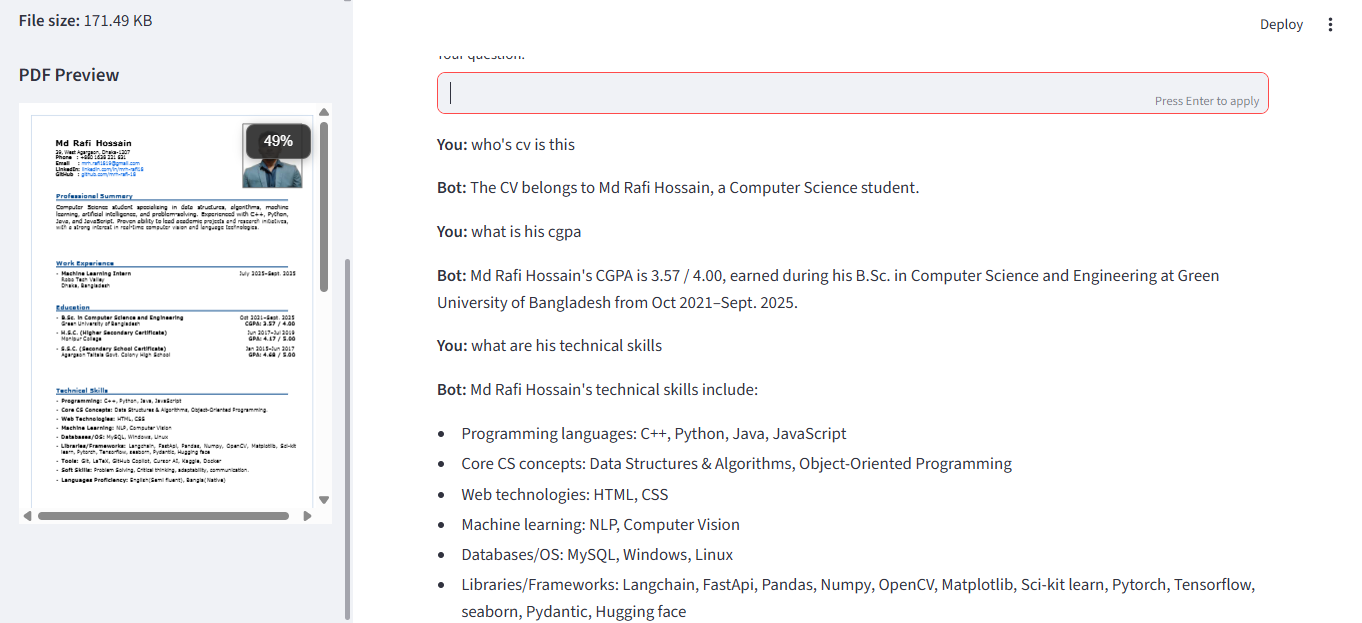 File size: 171.49 KB
PDF Preview
49%
Md Rafi Hossain
39, West Agargaon, Dhaka-1207
Phone : +880 1639 231 931
Email : mrh.rafi1819@gmail.com
LinkedIn: linkedin.com/in/mrh-rafi18
GitHub : github.com/mrh-rafi-18
Professional Summary
Computer Science student specializing in data structures, algorithms, machine
learning, artificial intelligence, and problem-solving. Experienced with C++, Python,
Java, and JavaScript. Proven ability to lead academic projects and research initiatives,
with a strong interest in real-time computer vision and language technologies.
Work Experience
- Machine Learning Intern July 2025–Sept. 2025
Robo Tech Valley
Dhaka, Bangladesh
Education
- B.Sc. in Computer Science and Engineering Oct 2021–Sept. 2025
Green University of Bangladesh CGPA: 3.57 / 4.00
- H.S.C. (Higher Secondary Certificate) Jun 2017–Jul 2019
Monipur College GPA: 4.17 / 5.00
- S.S.C. (Secondary School Certificate) Jan 2015–Jun 2017
Agargaon Taltola Govt. Colony High School GPA: 4.68 / 5.00
Technical Skills
- Programming: C++, Python, Java, JavaScript
- Core CS Concepts: Data Structures & Algorithms, Object-Oriented Programming.
- Web Technologies: HTML, CSS
- Machine Learning: NLP, Computer Vision
- Databases/OS: MySQL, Windows, Linux
- Libraries/Frameworks: Langchain, FastApi, Pandas, Numpy, OpenCV, Matplotlib, Sci-kit
learn, Pytorch, Tensorflow, seaborn, Pydantic, Hugging face
- Tools: Git, LaTeX, GitHub Copilot, Cursor AI, Kaggle, Docker
- Soft Skills: Problem Solving, Critical thinking, adaptability, communication.
- Languages Proficiency: English(Semi fluent), Bangla(Native)
Deploy
Your question:
Press Enter to apply
You: who's cv is this
Bot: The CV belongs to Md Rafi Hossain, a Computer Science student.
You: what is his cgpa
Bot: Md Rafi Hossain's CGPA is 3.57 / 4.00, earned during his B.Sc. in Computer Science and Engineering at Green
University of Bangladesh from Oct 2021–Sept. 2025.
You: what are his technical skills
Bot: Md Rafi Hossain's technical skills include:
• Programming languages: C++, Python, Java, JavaScript
• Core CS concepts: Data Structures & Algorithms, Object-Oriented Programming
• Web technologies: HTML, CSS
• Machine learning: NLP, Computer Vision
• Databases/OS: MySQL, Windows, Linux
• Libraries/Frameworks: Langchain, FastApi, Pandas, Numpy, OpenCV, Matplotlib, Sci-kit learn, Pytorch, Tensorflow,
seaborn, Pydantic, Hugging face